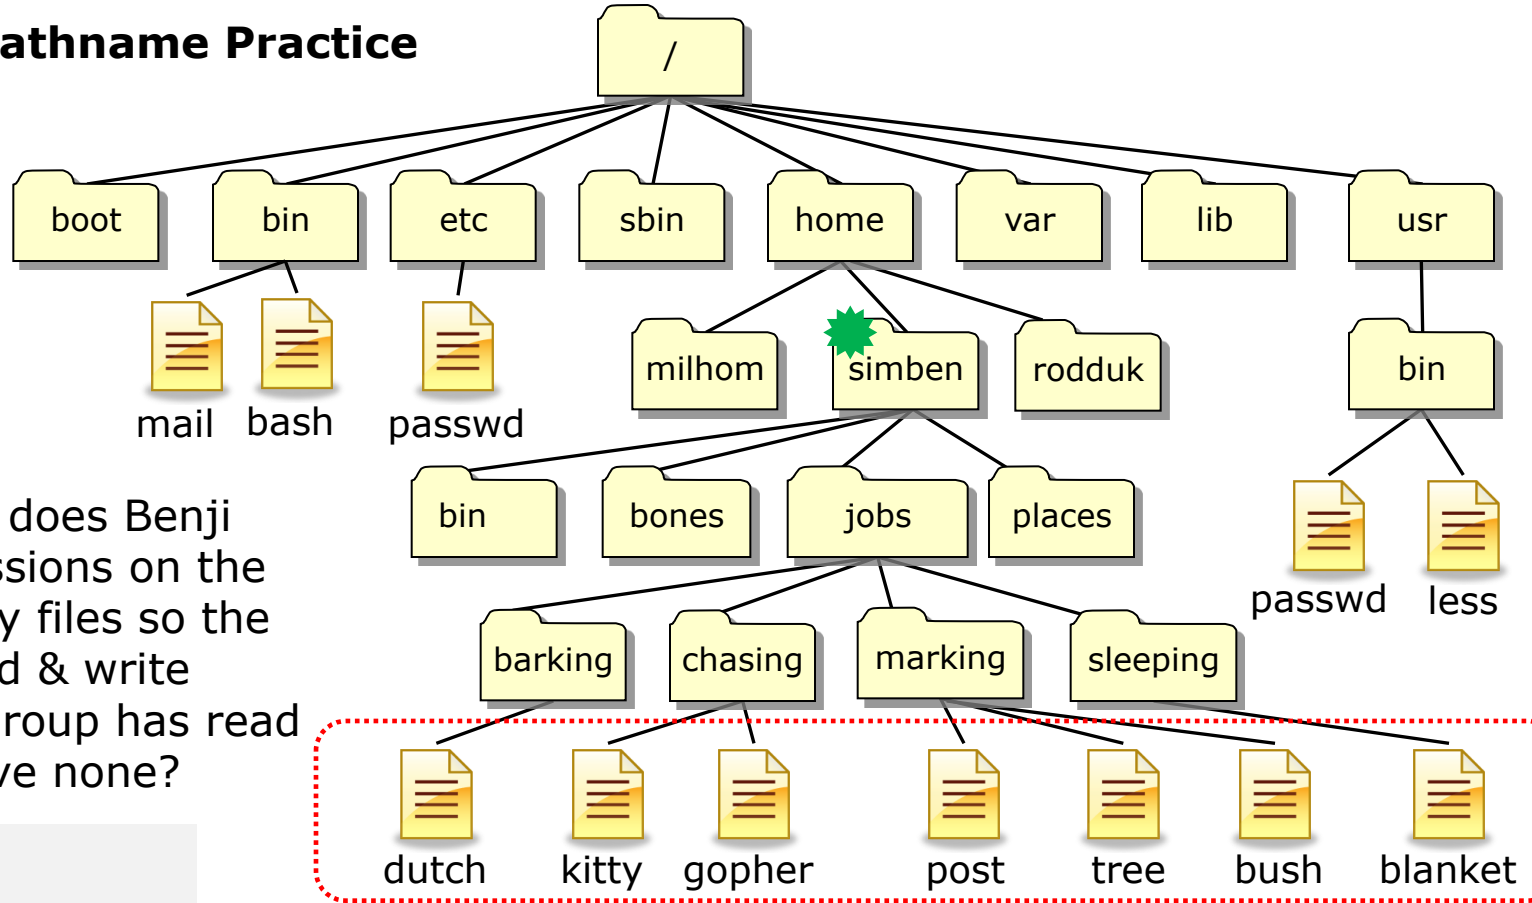 athname Practice
/
boot bin etc sbin home var lib usr
mail bash passwd
milhom simben rodduk bin
passwd less
bin bones jobs places
does Benji
ssions on the
y files so the
d & write
roup has read
ve none?
barking chasing marking sleeping
dutch kitty gopher post tree bush blanket